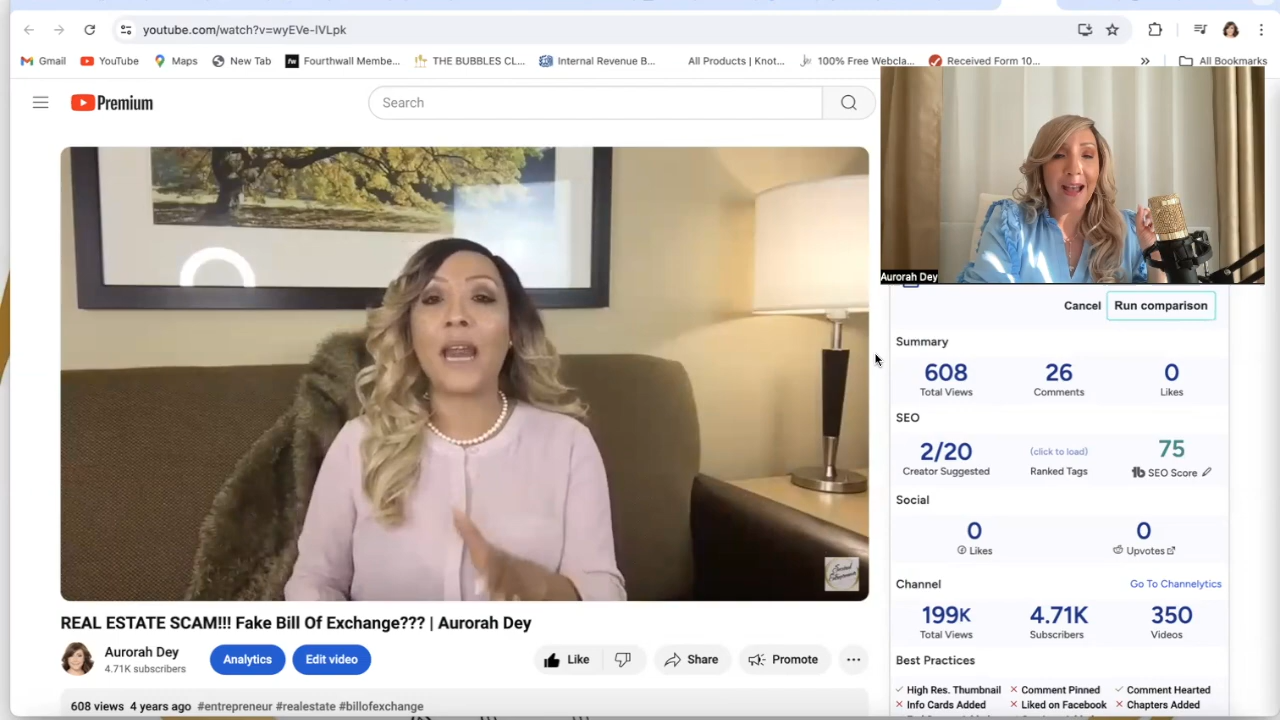 youtube.com/watch?v=wyEVe-IVLpk
Gmail
YouTube
Maps
New Tab
Fourthwall Membe...
THE BUBBLES CL...
Internal Revenue B...
All Products | Knot...
100% Free Webcla...
Received Form 10...
»
All Bookmarks
Premium
Search
Aurorah Dey
Cancel
Run comparison
Summary
608
26
0
Total Views
Comments
Likes
SEO
2/20
(click to load)
75
Creator Suggested
Ranked Tags
tb SEO Score
Social
0
0
Likes
Upvotes
Channel
Go To Channelytics
199K
4.71K
350
Total Views
Subscribers
Videos
Best Practices
High Res. Thumbnail
Comment Pinned
Comment Hearted
Info Cards Added
Liked on Facebook
Chapters Added
REAL ESTATE SCAM!!! Fake Bill Of Exchange??? | Aurorah Dey
Aurorah Dey
4.71K subscribers
Analytics
Edit video
Like
Share
Promote
608 views 4 years ago #entrepreneur #realestate #billofexchange